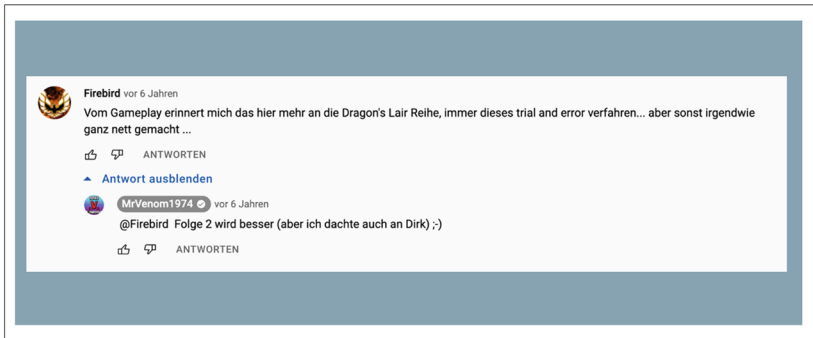 Firebird vor 6 Jahren
Vom Gameplay erinnert mich das hier mehr an die Dragon's Lair Reihe, immer dieses trial and error verfahren... aber sonst irgendwie
ganz nett gemacht ...
ANTWORTEN
Antwort ausblenden
MrVenom1974 vor 6 Jahren
@Firebird Folge 2 wird besser (aber ich dachte auch an Dirk) ;-)
ANTWORTEN